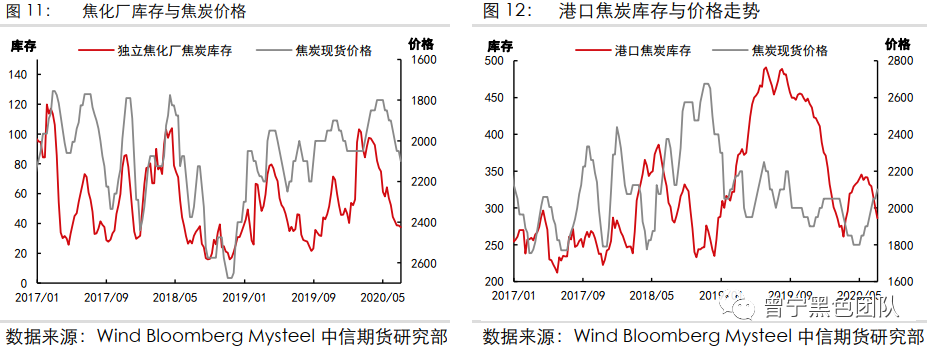 图 11： 焦化厂库存与焦炭价格
库存
独立焦化厂焦炭库存
焦炭现货价格
价格
140
120
100
80
60
40
20
0
1600
1800
2000
2200
2400
2600
2017/01 2017/09 2018/05 2019/01 2019/09 2020/05
数据来源：Wind Bloomberg Mysteel 中信期货研究部
图 12： 港口焦炭库存与价格走势
库存
港口焦炭库存
焦炭现货价格
价格
500
450
400
350
300
250
200
2800
2600
2400
2200
2000
1800
1600
2017/01 2017/09 2018/05 2019/01 2019/09 2020/05
曾宁黑色团队
数据来源：Wind Bloomberg Mysteel 中信期货研究部